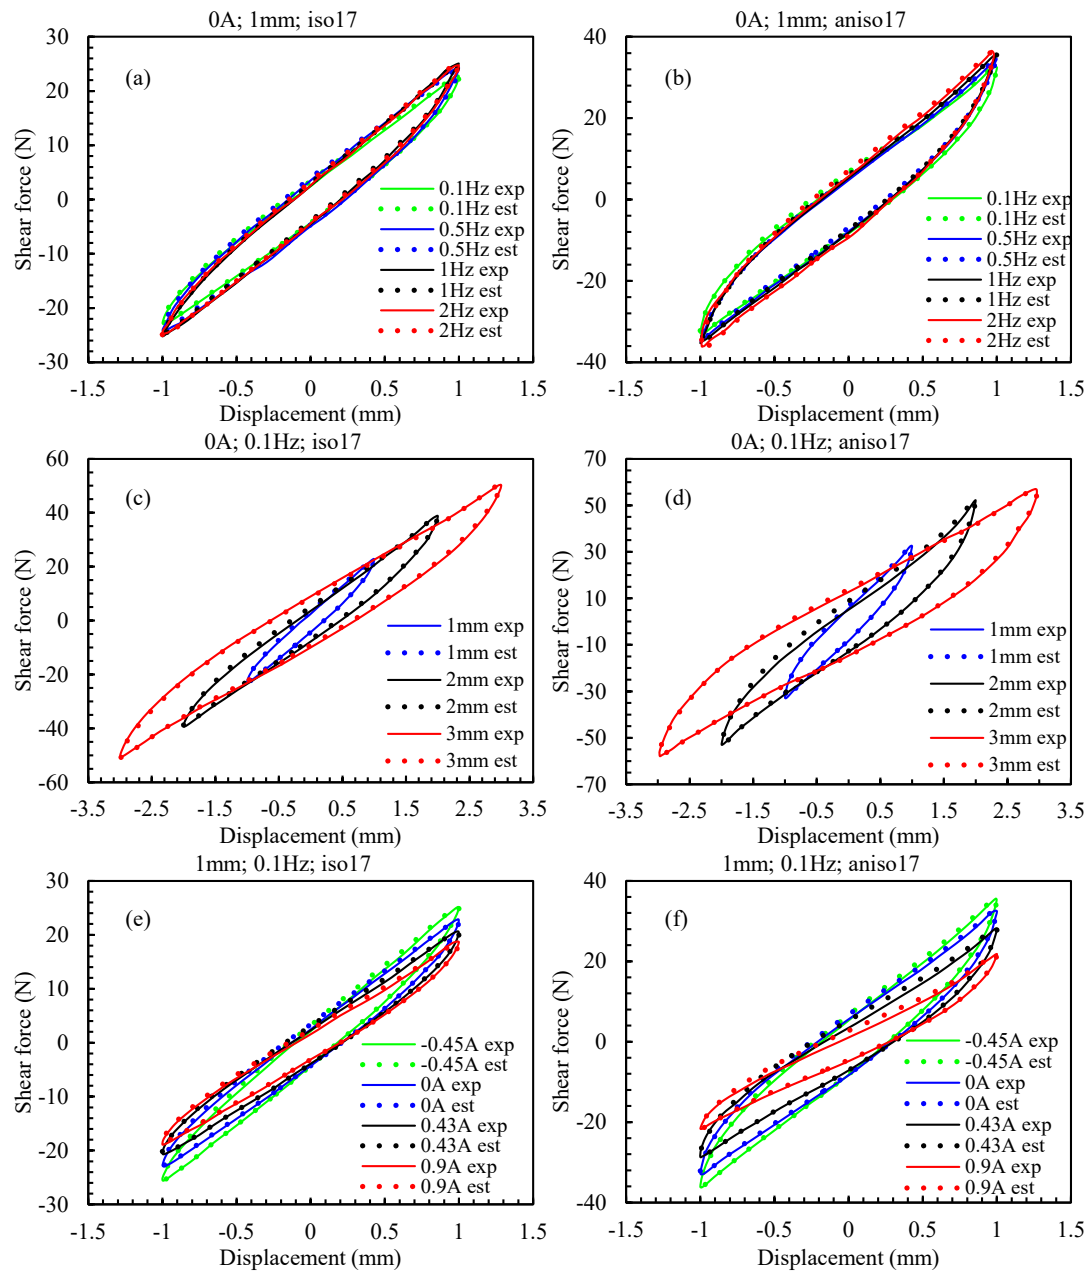 0A; 1mm; iso17
30
20
10
0
-10
-20
-30
Shear force (N)
(a)
0.1Hz exp
0.1Hz est
0.5Hz exp
0.5Hz est
1Hz exp
1Hz est
2Hz exp
2Hz est
-1.5 -1 -0.5 0 0.5 1 1.5
Displacement (mm)
0A; 1mm; aniso17
40
20
0
-20
-40
Shear force (N)
(b)
0.1Hz exp
0.1Hz est
0.5Hz exp
0.5Hz est
1Hz exp
1Hz est
2Hz exp
2Hz est
-1.5 -1 -0.5 0 0.5 1 1.5
Displacement (mm)
0A; 0.1Hz; iso17
60
40
20
0
-20
-40
-60
Shear force (N)
(c)
1mm exp
1mm est
2mm exp
2mm est
3mm exp
3mm est
-3.5 -2.5 -1.5 -0.5 0.5 1.5 2.5 3.5
Displacement (mm)
0A; 0.1Hz; aniso17
70
50
30
10
-10
-30
-50
-70
Shear force (N)
(d)
1mm exp
1mm est
2mm exp
2mm est
3mm exp
3mm est
-3.5 -2.5 -1.5 -0.5 0.5 1.5 2.5 3.5
Displacement (mm)
1mm; 0.1Hz; iso17
30
20
10
0
-10
-20
-30
Shear force (N)
(e)
-0.45A exp
-0.45A est
0A exp
0A est
0.43A exp
0.43A est
0.9A exp
0.9A est
-1.5 -1 -0.5 0 0.5 1 1.5
Displacement (mm)
1mm; 0.1Hz; aniso17
40
20
0
-20
-40
Shear force (N)
(f)
-0.45A exp
-0.45A est
0A exp
0A est
0.43A exp
0.43A est
0.9A exp
0.9A est
-1.5 -1 -0.5 0 0.5 1 1.5
Displacement (mm)